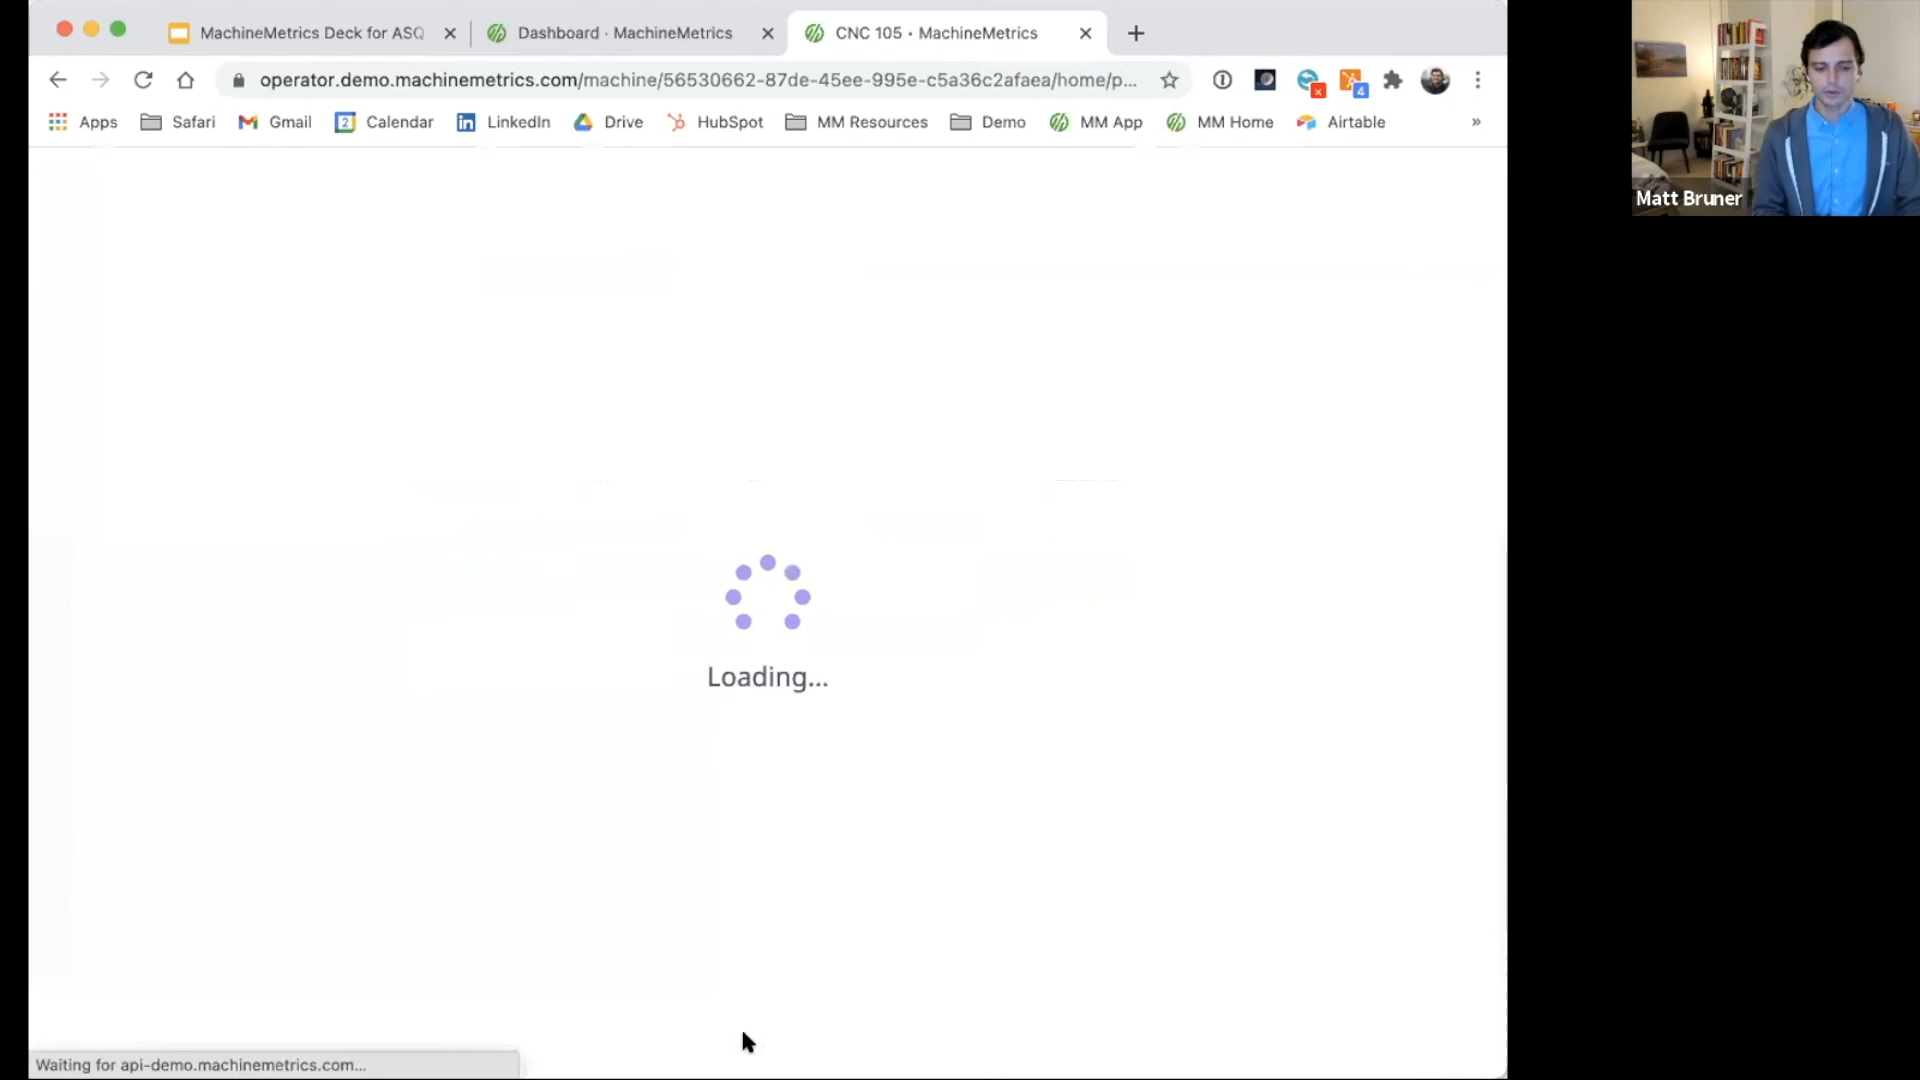 MachineMetrics Deck for ASQ
Dashboard · MachineMetrics
CNC 105 • MachineMetrics
operator.demo.machinemetrics.com/machine/56530662-87de-45ee-995e-c5a36c2afaea/home/p...
4
Apps
Safari
Gmail
2
Calendar
LinkedIn
Drive
HubSpot
MM Resources
Demo
MM App
MM Home
Airtable
»
Matt Bruner
Loading...
Waiting for api-demo.machinemetrics.com...